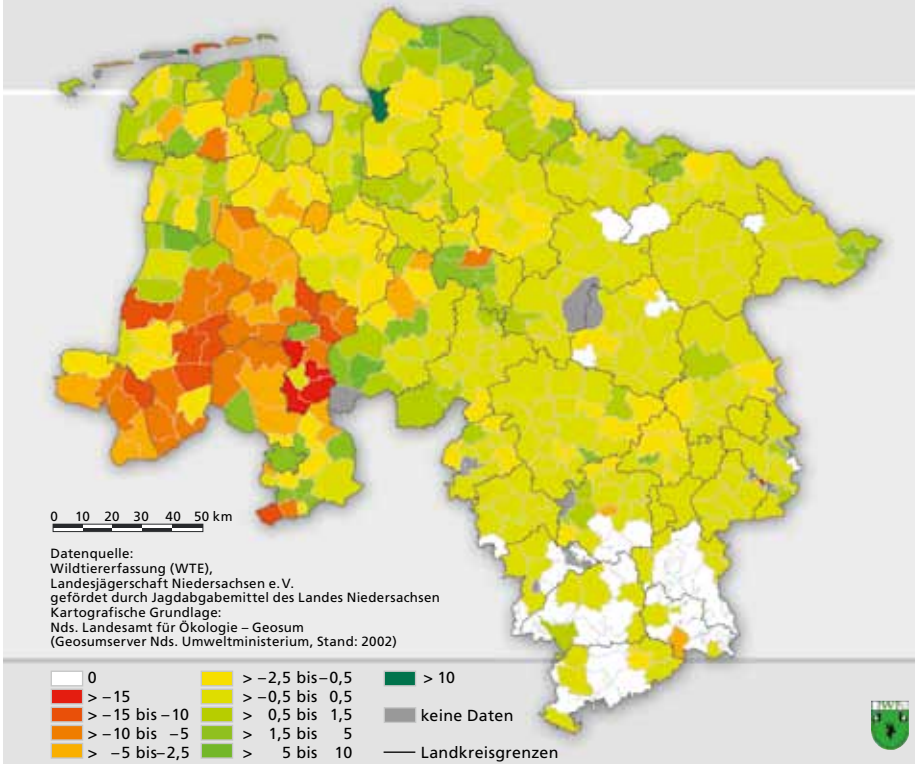 0 10 20 30 40 50 km
Datenquelle:
Wildtiererfassung (WTE),
Landesjägerschaft Niedersachsen e. V.
gefördet durch Jagdabgabemittel des Landes Niedersachsen
Kartografische Grundlage:
Nds. Landesamt für Ökologie – Geosum
(Geosumserver Nds. Umweltministerium, Stand: 2002)
0
> –15
> –15 bis –10
> –10 bis –5
> –5 bis –2,5
> –2,5 bis –0,5
> –0,5 bis 0,5
> 0,5 bis 1,5
> 1,5 bis 5
> 5 bis 10
> 10
keine Daten
Landkreisgrenzen
WTE